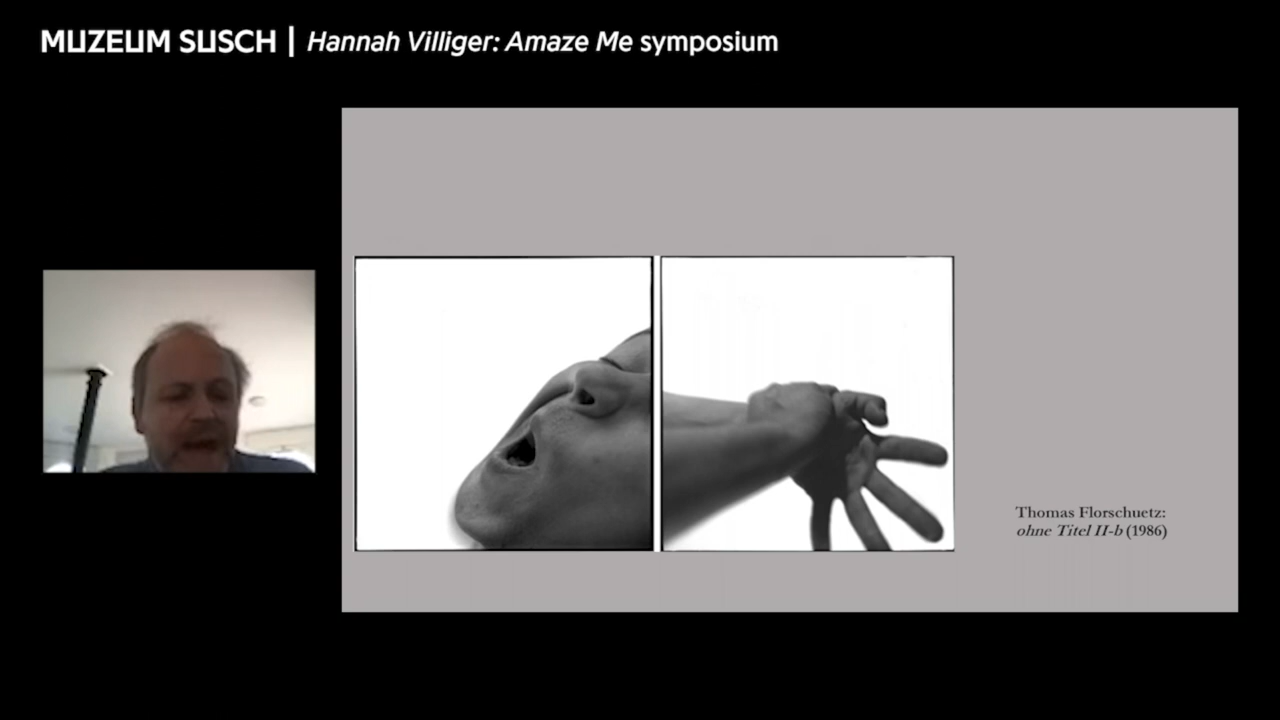 MUZEUM SUSCH | Hannah Villiger: Amaze Me symposium
Thomas Florschuetz:
ohne Titel II-b (1986)